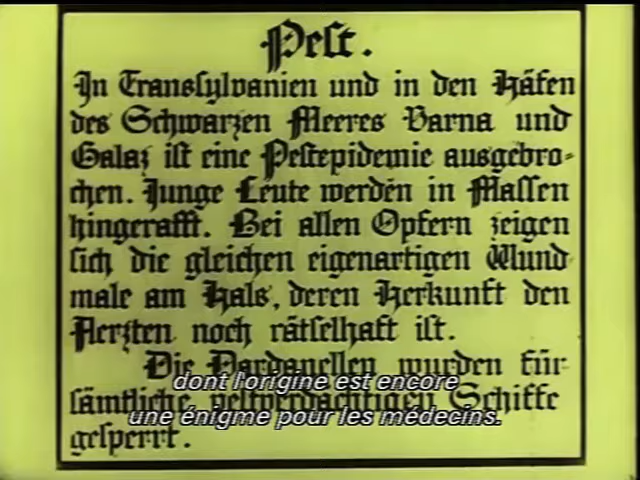 Pest.
In Transsylvanien und in den Häfen
des Schwarzen Meeres Varna und
Galaz ist eine Pestepidemie ausgebro-
chen. Junge Leute werden in Massen
hingerafft. Bei allen Opfern zeigen
sich die gleichen eigenartigen Wund-
male am Hals, deren Herkunft den
Aerzten noch rätselhaft ist.
Die Dardanellen wurden für
dont l'origine est encore
sämtliche pestverdächtigen Schiffe
une énigme pour les médecins.
gesperrt.